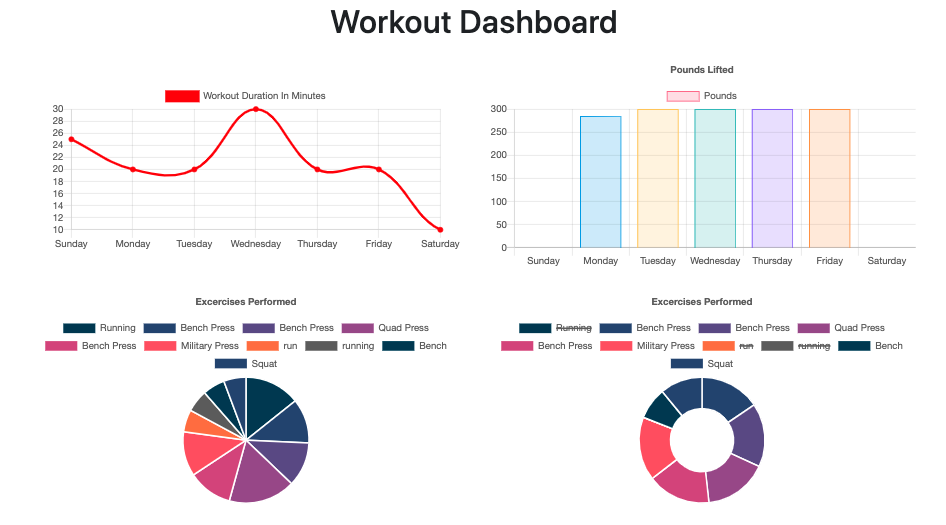 Workout Dashboard
Workout Duration In Minutes
30
28
26
24
22
20
18
16
14
12
10
Sunday Monday Tuesday Wednesday Thursday Friday Saturday
Pounds Lifted
Pounds
300
250
200
150
100
50
0
Sunday Monday Tuesday Wednesday Thursday Friday Saturday
Excercises Performed
Running Bench Press Bench Press Quad Press
Bench Press Military Press run running Bench
Squat
Excercises Performed
Running Bench Press Bench Press Quad Press
Bench Press Military Press run running Bench
Squat